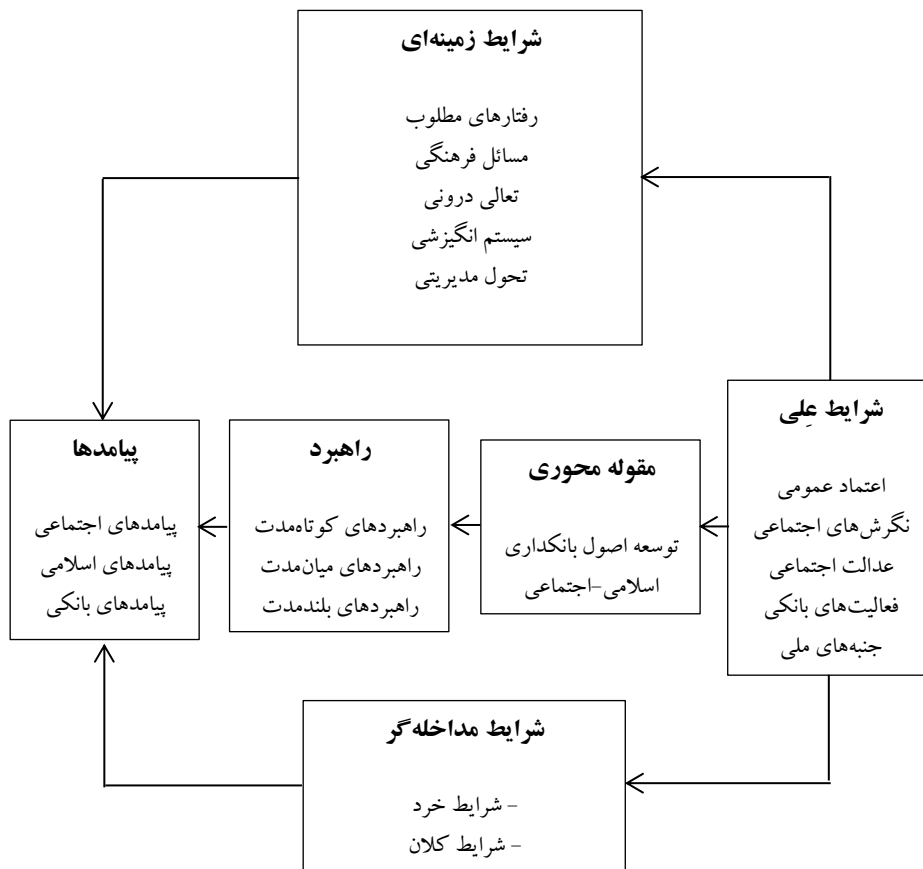 شرایط زمینه‌ای
رفتارهای مطلوب
مسائل فرهنگی
تعالی درونی
سیستم انگیزشی
تحول مدیریتی
شرایط عِلی
اعتماد عمومی
نگرش‌های اجتماعی
عدالت اجتماعی
فعالیت‌های بانکی
جنبه‌های ملی
مقوله محوری
توسعه اصول بانکداری
اسلامی-اجتماعی
راهبرد
راهبردهای کوتاه‌مدت
راهبردهای میان‌مدت
راهبردهای بلندمدت
پیامدها
پیامدهای اجتماعی
پیامدهای اسلامی
پیامدهای بانکی
شرایط مداخله‌گر
- شرایط خرد
- شرایط کلان